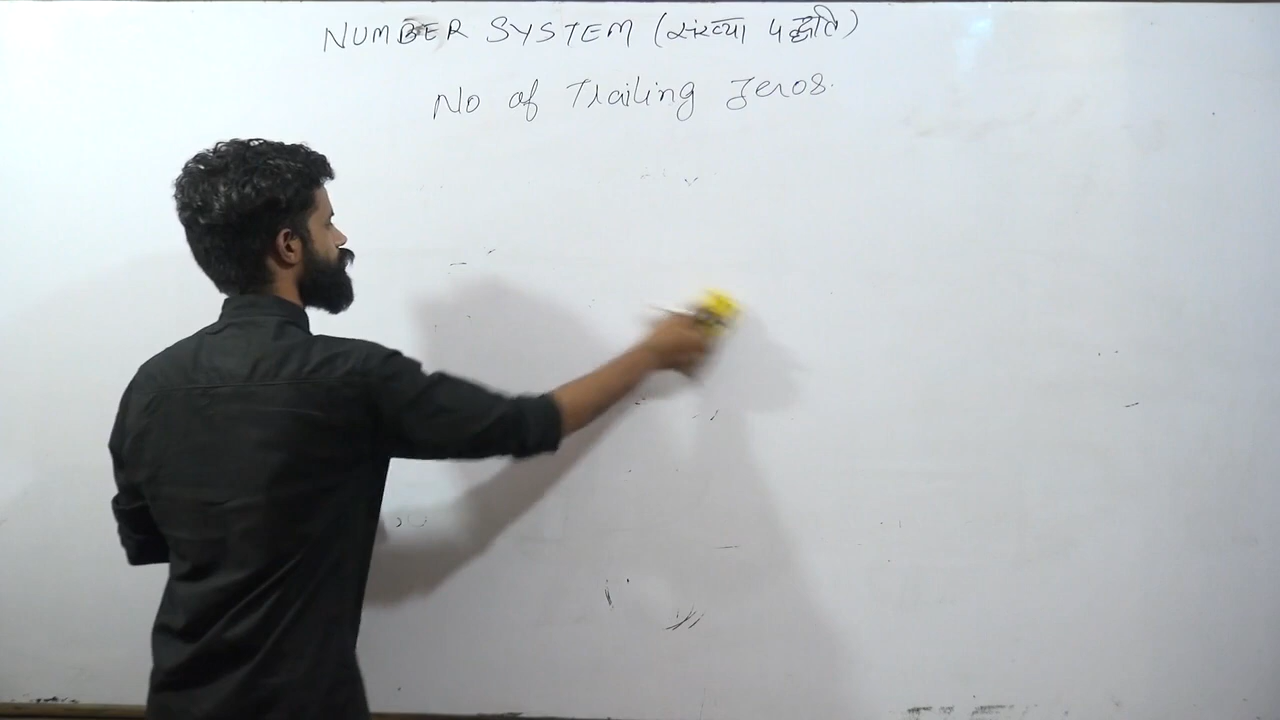 NUMBER SYSTEM (संख्या पद्धति)
No of Trailing Zeros.